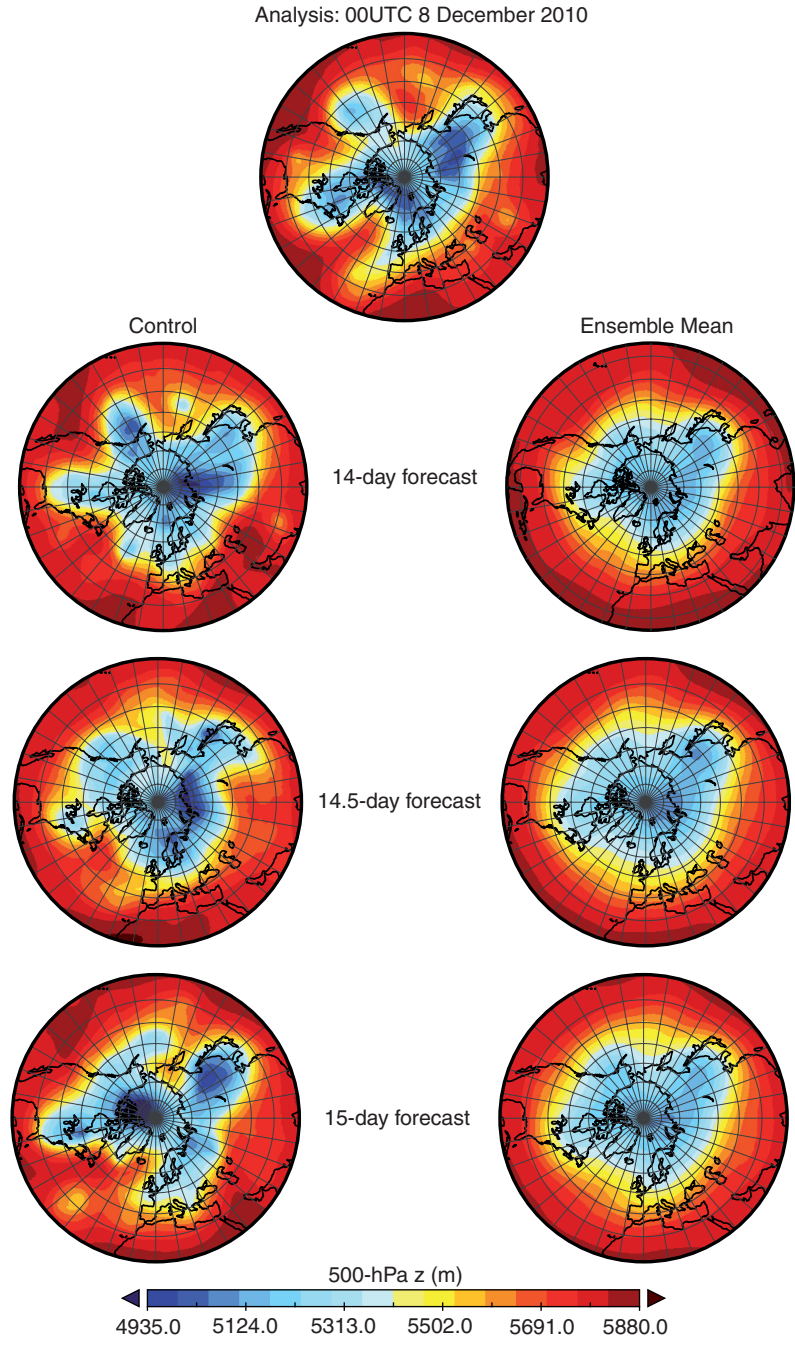 Analysis: 00UTC 8 December 2010
Control
Ensemble Mean
14-day forecast
14.5-day forecast
15-day forecast
500-hPa z (m)
4935.0 5124.0 5313.0 5502.0 5691.0 5880.0